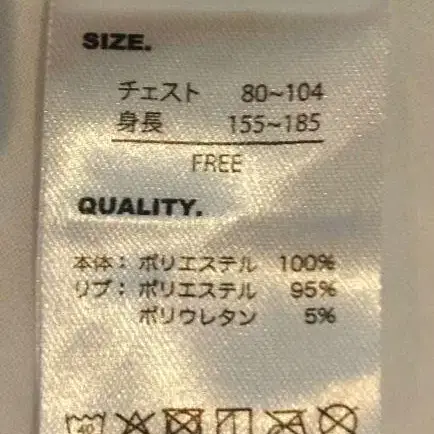 SIZE.
チェスト 80~104
身長 155~185
FREE
QUALITY.
本体: ポリエステル 100%
リブ: ポリエステル 95%
ポリウレタン 5%
40